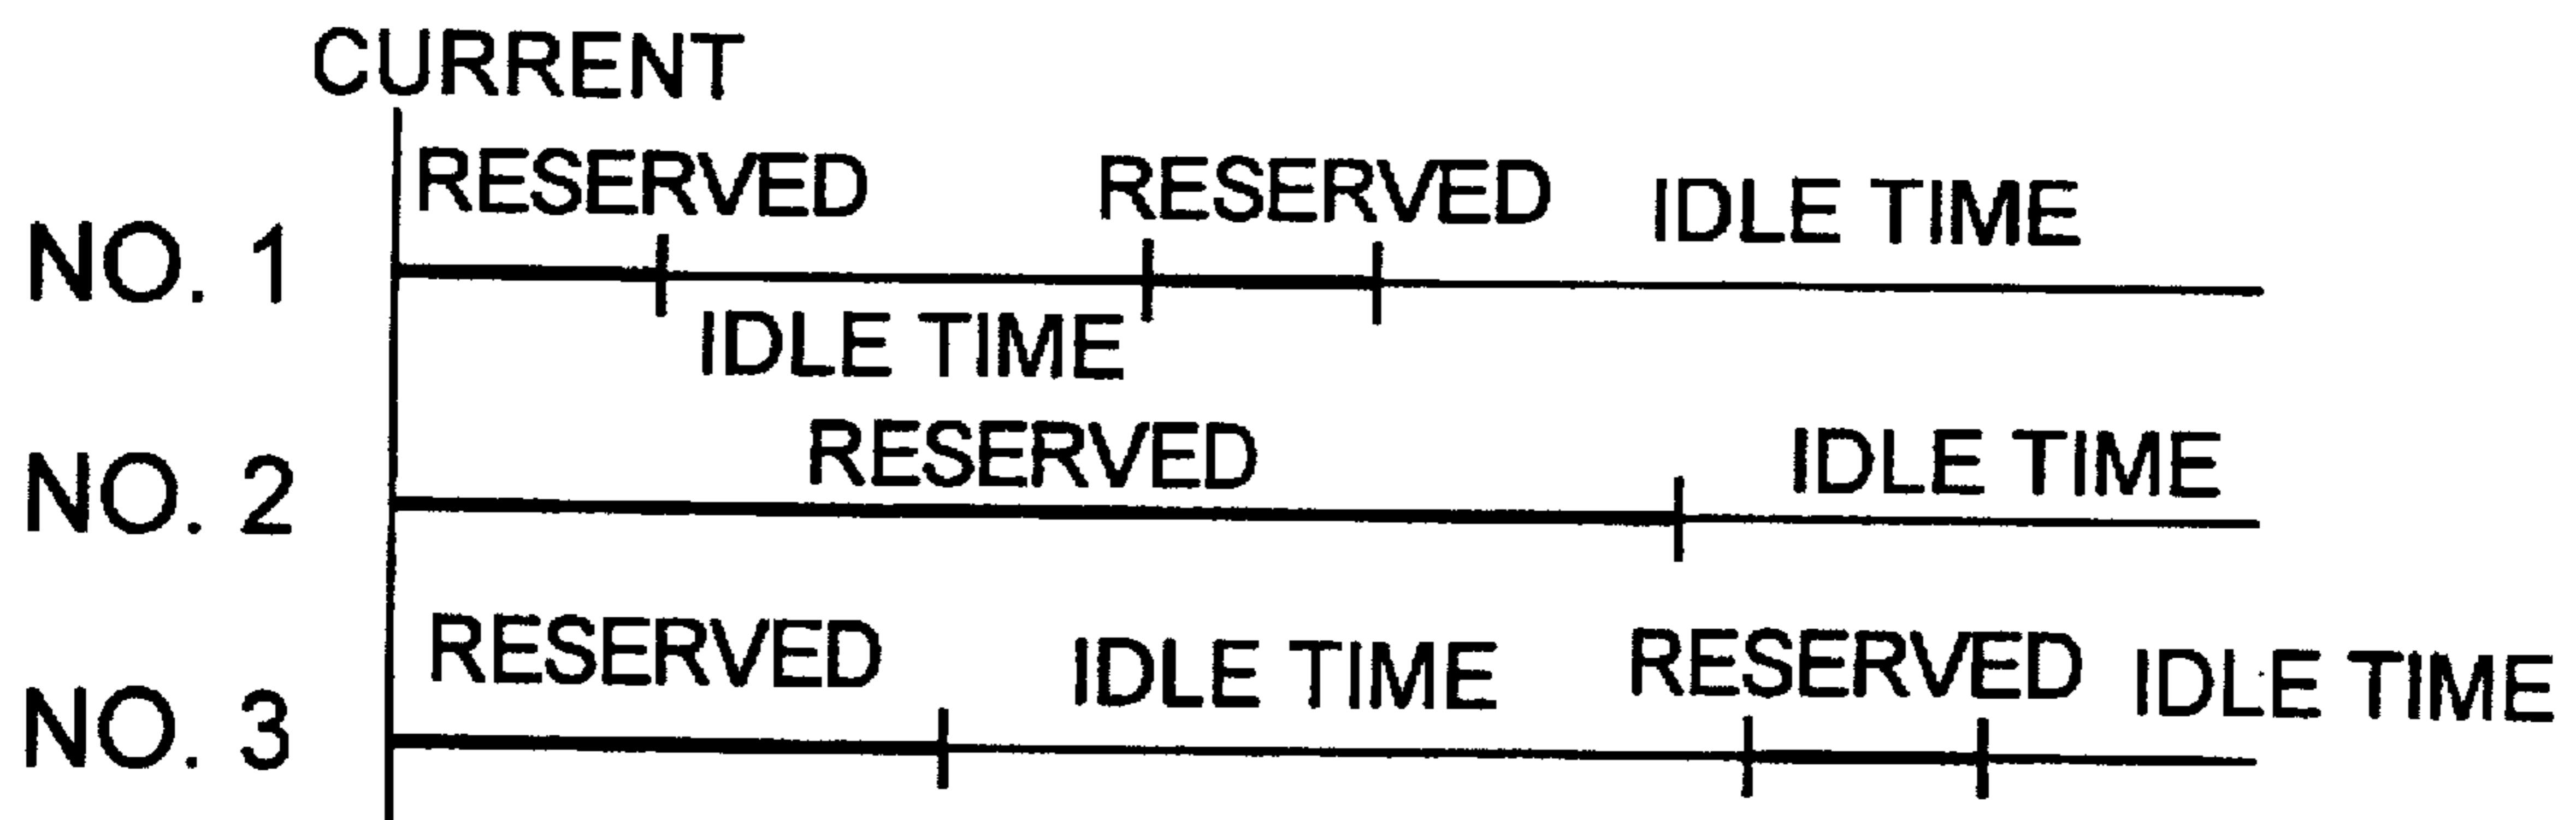 CURRENT
RESERVED RESERVED IDLE TIME
NO. 1
IDLE TIME
RESERVED IDLE TIME
NO. 2
RESERVED IDLE TIME RESERVED IDLE TIME
NO. 3